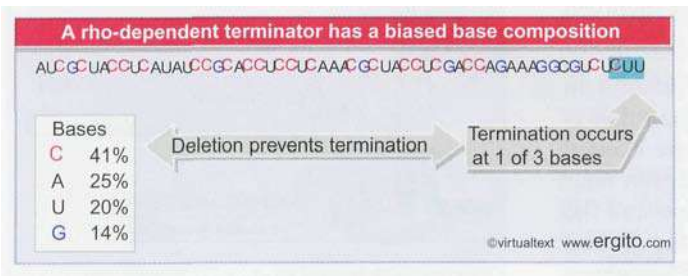 A rho-dependent terminator has a biased base composition
AUCGCUACCUCAUAUCCGCACCUCCUCAAACGCUACCUCGACCAGAAAGGCGUCUCUU
Bases
C 41%
A 25%
U 20%
G 14%
Deletion prevents termination
Termination occurs
at 1 of 3 bases
©virtualtext www.ergito.com